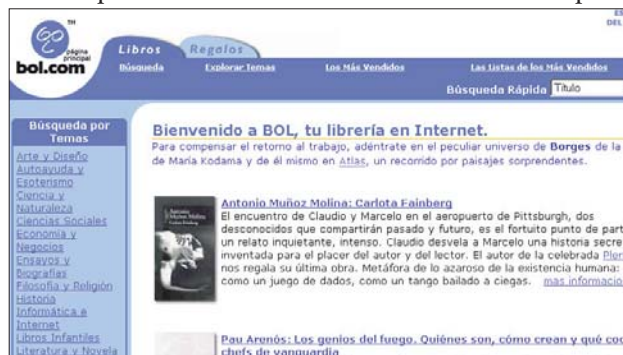 TM
página
principal
bol.com
Libros
Regalos
Búsqueda
Explorar Temas
Los Más Vendidos
Las Listas de los Más Vendidos
Búsqueda Rápida
Título
Búsqueda por
Temas
Arte y Diseño
Autoayuda y
Esoterismo
Ciencia y
Naturaleza
Ciencias Sociales
Economía y
Negocios
Ensayos y
Biografías
Filosofía y Religión
Historia
Informática e
Internet
Libros Infantiles
Literatura y Novela
Bienvenido a BOL, tu librería en Internet.
Para compensar el retorno al trabajo, adéntrate en el peculiar universo de Borges de la
de María Kodama y de él mismo en Atlas, un recorrido por paisajes sorprendentes.
Antonio Muñoz Molina: Carlota Fainberg
El encuentro de Claudio y Marcelo en el aeropuerto de Pittsburgh, dos
desconocidos que compartirán pasado y futuro, es el fortuito punto de part
un relato inquietante, intenso. Claudio desvela a Marcelo una historia secre
inventada para el placer del autor y del lector. El autor de la celebrada Plen
nos regala su última obra. Metáfora de lo azaroso de la existencia humana:
como un juego de dados, como un tango bailado a ciegas. mas informacio
Pau Arenós: Los genios del fuego. Quiénes son, cómo crean y qué coc
chefs de vanguardia